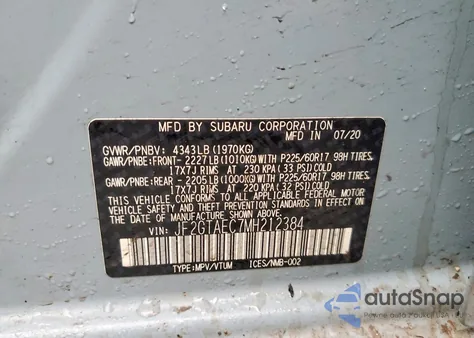 MFD BY SUBARU CORPORATION
MADE IN 07/20
GVWR/PNBV: 4343LB (1970KG)
GAWR/PNBE:FRONT- 2227LB(1010KG)WITH P225/60R17 98H TIRES,
17X7J RIMS AT 230 KPA (33 PSI)COLD
GAWR/PNBE:REAR - 2205LB(1000KG)WITH P225/60R17 98H TIRES,
17X7J RIMS AT 220 KPA (32 PSI)COLD
THIS VEHICLE CONFORMS TO ALL APPLICABLE FEDERAL MOTOR
VEHICLE SAFETY STANDARDS IN EFFECT ON THE DATE OF
MANUFACTURE SHOWN ABOVE.
VIN: JF2GTAEC7MH212384
TYPE:MPV/VTUM ICES/NMB-002
autoSnap